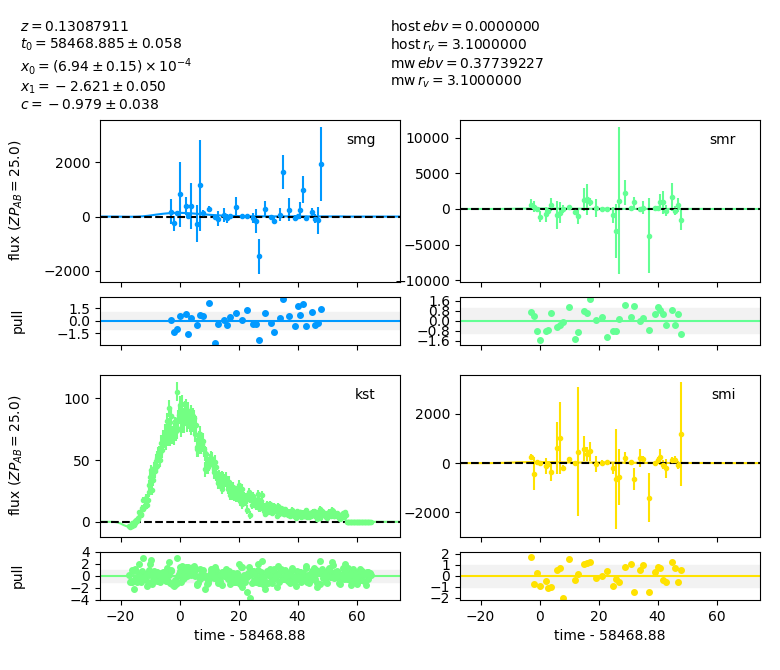 z = 0.13087911
t0 = 58468.885 ± 0.058
x0 = (6.94 ± 0.15) × 10^−4
x1 = −2.621 ± 0.050
c = −0.979 ± 0.038
host ebv = 0.0000000
host rv = 3.1000000
mw ebv = 0.37739227
mw rv = 3.1000000
flux (ZPAB = 25.0)
smg
2000
0
−2000
smr
10000
5000
0
−5000
−10000
pull
1.5
0.0
−1.5
1.6
0.8
0.0
−0.8
−1.6
flux (ZPAB = 25.0)
kst
100
50
0
smi
2000
0
−2000
pull
4
2
0
−2
−4
2
1
0
−1
−2
−20 0 20 40 60
−20 0 20 40 60
time - 58468.88
time - 58468.88